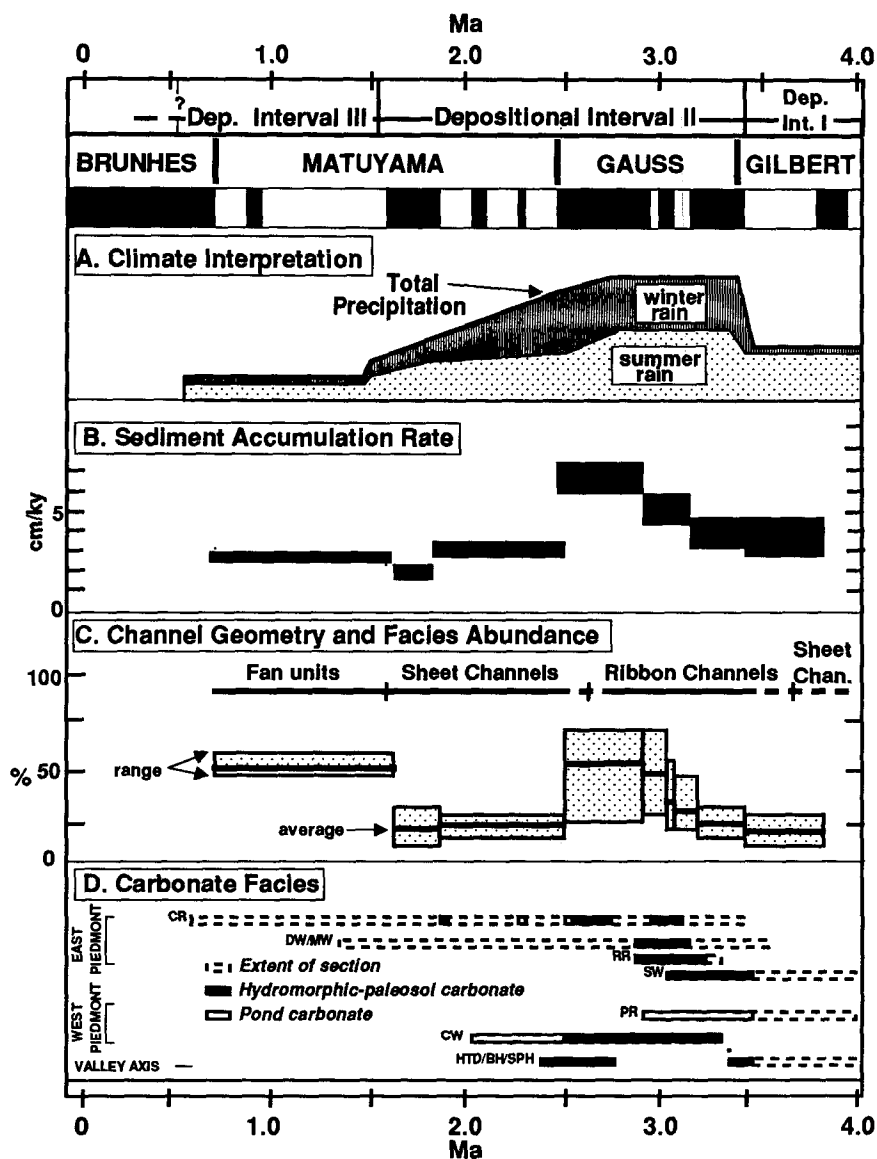 Ma
0 1.0 2.0 3.0 4.0
?
Dep. Interval III
Depositional Interval II
Dep.
Int. I
BRUNHES MATUYAMA GAUSS GILBERT
A. Climate Interpretation
Total
Precipitation
winter
rain
summer
rain
B. Sediment Accumulation Rate
cm/ky
5
0
C. Channel Geometry and Facies Abundance
Sheet
Chan.
Fan units Sheet Channels Ribbon Channels
100
%
50
0
range
average
D. Carbonate Facies
EAST
PIEDMONT
CR
DW/MW
RR
SW
Extent of section
Hydromorphic-paleosol carbonate
Pond carbonate
WEST
PIEDMONT
PR
CW
HTD/BH/SPH
VALLEY AXIS
0 1.0 2.0 3.0 4.0
Ma